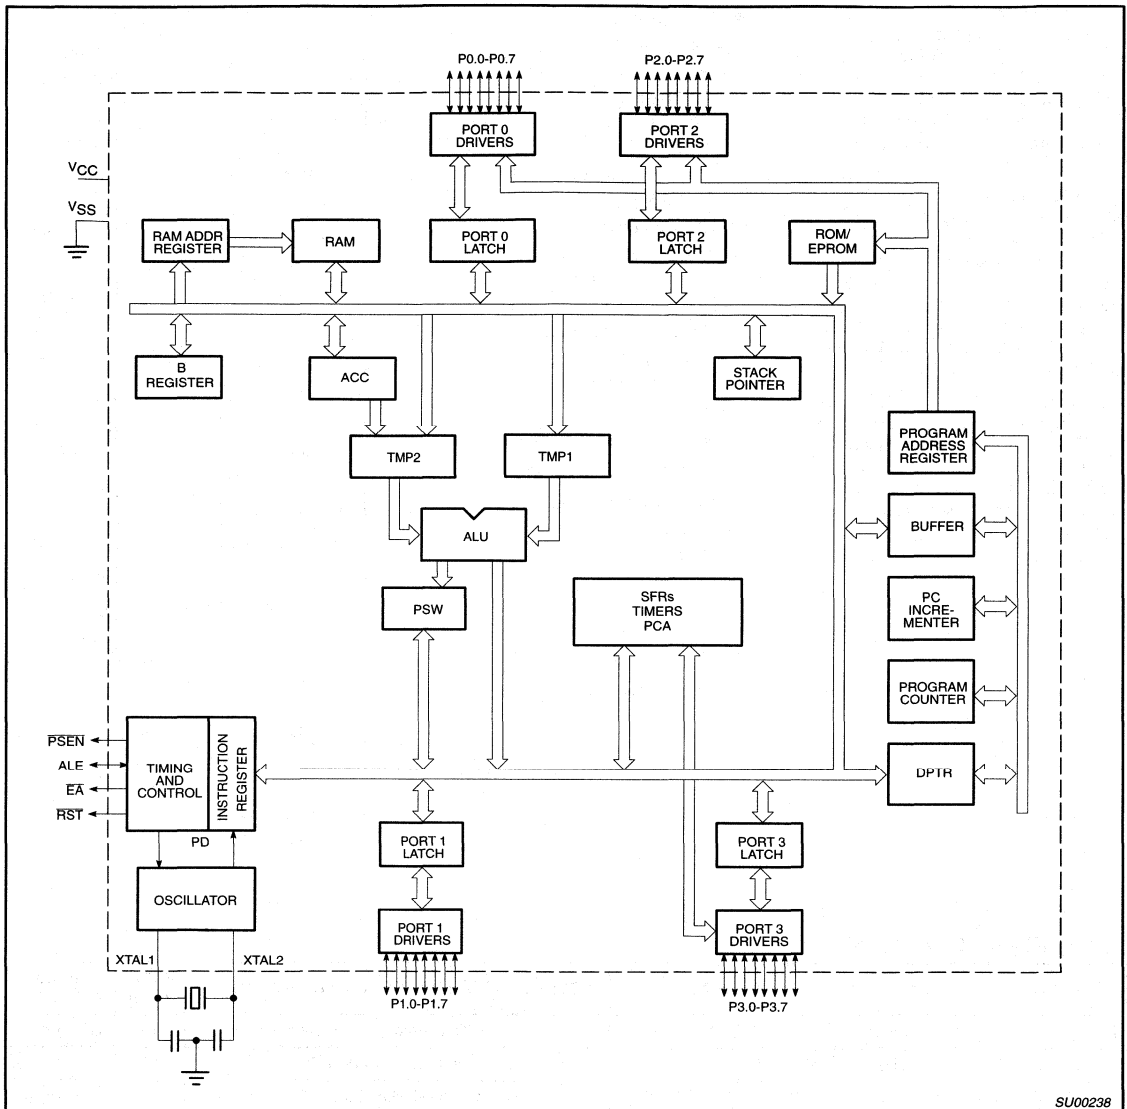 P0.0-P0.7
P2.0-P2.7
PORT 0
DRIVERS
PORT 2
DRIVERS
VCC
VSS
RAM ADDR
REGISTER
RAM
PORT 0
LATCH
PORT 2
LATCH
ROM/
EPROM
B
REGISTER
ACC
STACK
POINTER
TMP2
TMP1
PROGRAM
ADDRESS
REGISTER
ALU
BUFFER
PSW
SFRs
TIMERS
PCA
PC
INCRE-
MENTER
PROGRAM
COUNTER
PSEN
ALE
EA
RST
TIMING
AND
CONTROL
INSTRUCTION
REGISTER
DPTR
PD
PORT 1
LATCH
PORT 3
LATCH
OSCILLATOR
PORT 1
DRIVERS
PORT 3
DRIVERS
XTAL1
XTAL2
P1.0-P1.7
P3.0-P3.7
SU00238